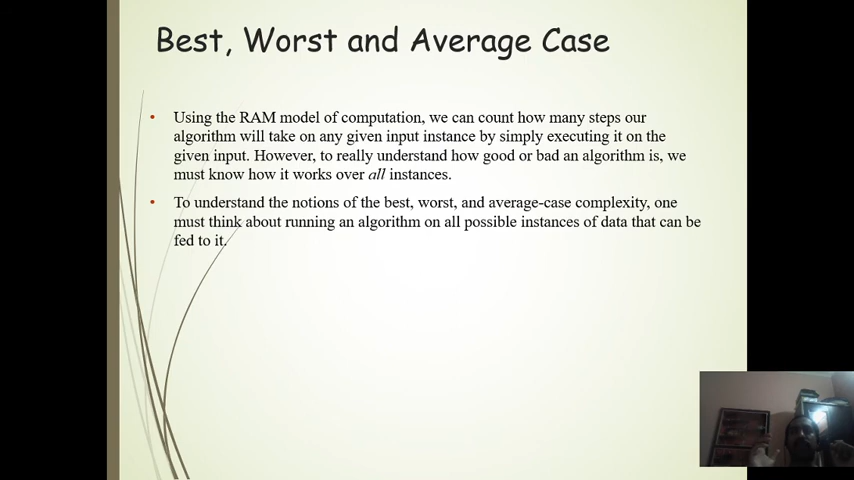 Best, Worst and Average Case
• Using the RAM model of computation, we can count how many steps our
algorithm will take on any given input instance by simply executing it on the
given input. However, to really understand how good or bad an algorithm is, we
must know how it works over all instances.
• To understand the notions of the best, worst, and average-case complexity, one
must think about running an algorithm on all possible instances of data that can be
fed to it.